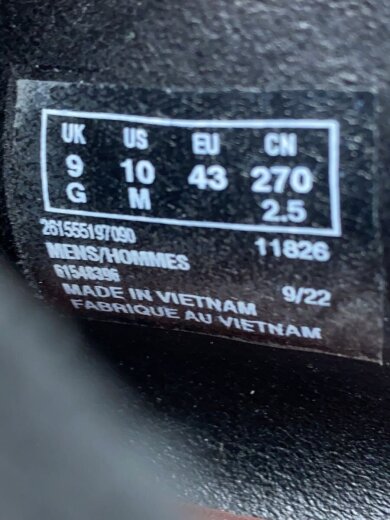 UK US EU CN
9 10 43 270
G M 2.5
261555197090 11826
MENS/HOMMES
61548396
MADE IN VIETNAM 9/22
FABRIQUE AU VIETNAM